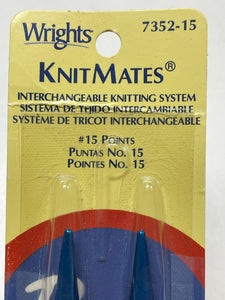 Wrights
7352-15
KNITMATES®
INTERCHANGEABLE KNITTING SYSTEM
SISTEMA DE TEJIDO INTERCAMBIABLE
SYSTÈME DE TRICOT INTERCHANGEABLE
#15 POINTS
PUNTAS NO. 15
POINTES NO. 15